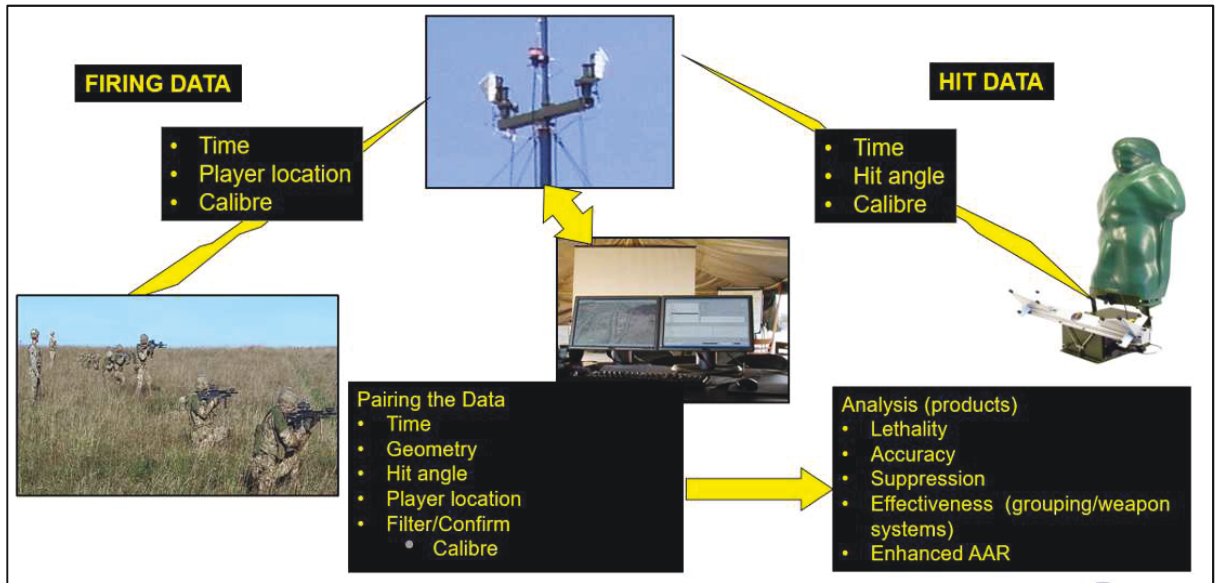 FIRING DATA
• Time
• Player location
• Calibre
HIT DATA
• Time
• Hit angle
• Calibre
Pairing the Data
• Time
• Geometry
• Hit angle
• Player location
• Filter/Confirm
• Calibre
Analysis (products)
• Lethality
• Accuracy
• Suppression
• Effectiveness (grouping/weapon
systems)
• Enhanced AAR